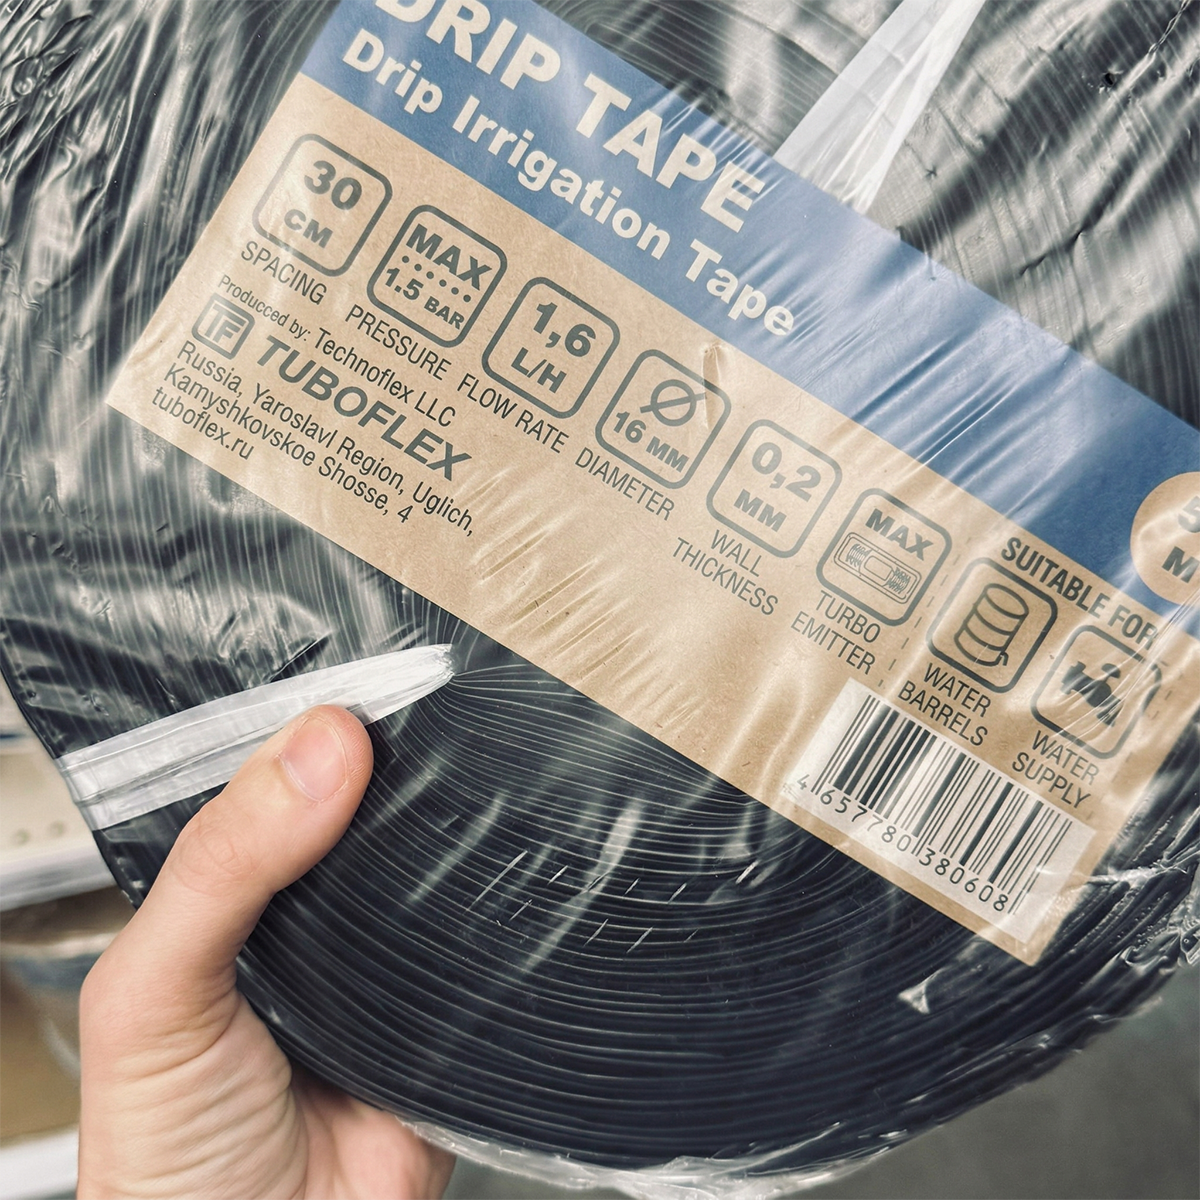 DRIP TAPE
Drip Irrigation Tape
30
CM
SPACING
MAX
1.5 BAR
PRESSURE
1,6
L/H
FLOW RATE
Ø
16 MM
DIAMETER
0,2
MM
WALL
THICKNESS
MAX
TURBO
EMITTER
SUITABLE FOR
WATER
BARRELS
WATER
SUPPLY
Producced by: Technoflex LLC
TF TUBOFLEX
Russia, Yaroslavl Region, Uglich,
Kamyshkovskoe Shosse, 4
tuboflex.ru
4 657780 380608